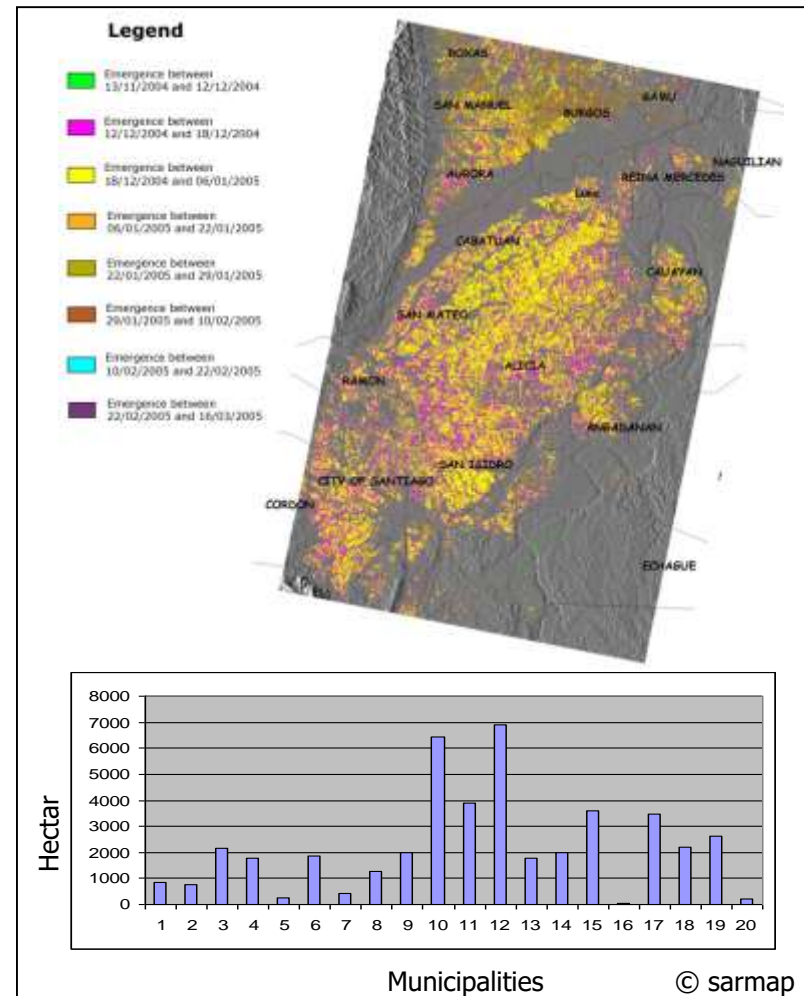 Legend
Emergence between
13/11/2004 and 12/12/2004
Emergence between
12/12/2004 and 18/12/2004
Emergence between
18/12/2004 and 06/01/2005
Emergence between
06/01/2005 and 22/01/2005
Emergence between
22/01/2005 and 29/01/2005
Emergence between
29/01/2005 and 10/02/2005
Emergence between
10/02/2005 and 22/02/2005
Emergence between
22/02/2005 and 16/03/2005
ROXAS
GAMU
SAN MANUEL
BURGOS
NAGUILIAN
AURORA
REINA MERCEDES
Luna
CABATUAN
CAUAYAN
SAN MATEO
ALICIA
RAMON
ANGADANAN
SAN ISIDRO
CITY OF SANTIAGO
CORDON
ECHAGUE
8000
7000
6000
5000
4000
3000
2000
1000
0
Hectar
1 2 3 4 5 6 7 8 9 10 11 12 13 14 15 16 17 18 19 20
Municipalities
© sarmap